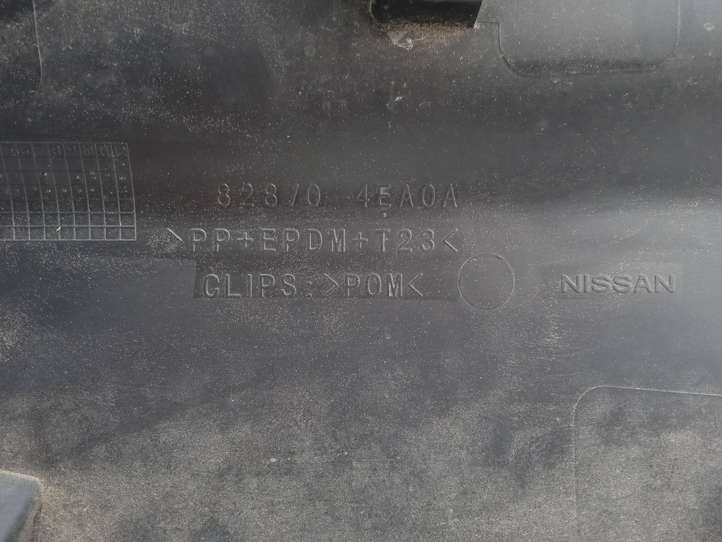 82870 4EA0A
>PP+EPDM+T23<
CLIPS:>POM<
NISSAN